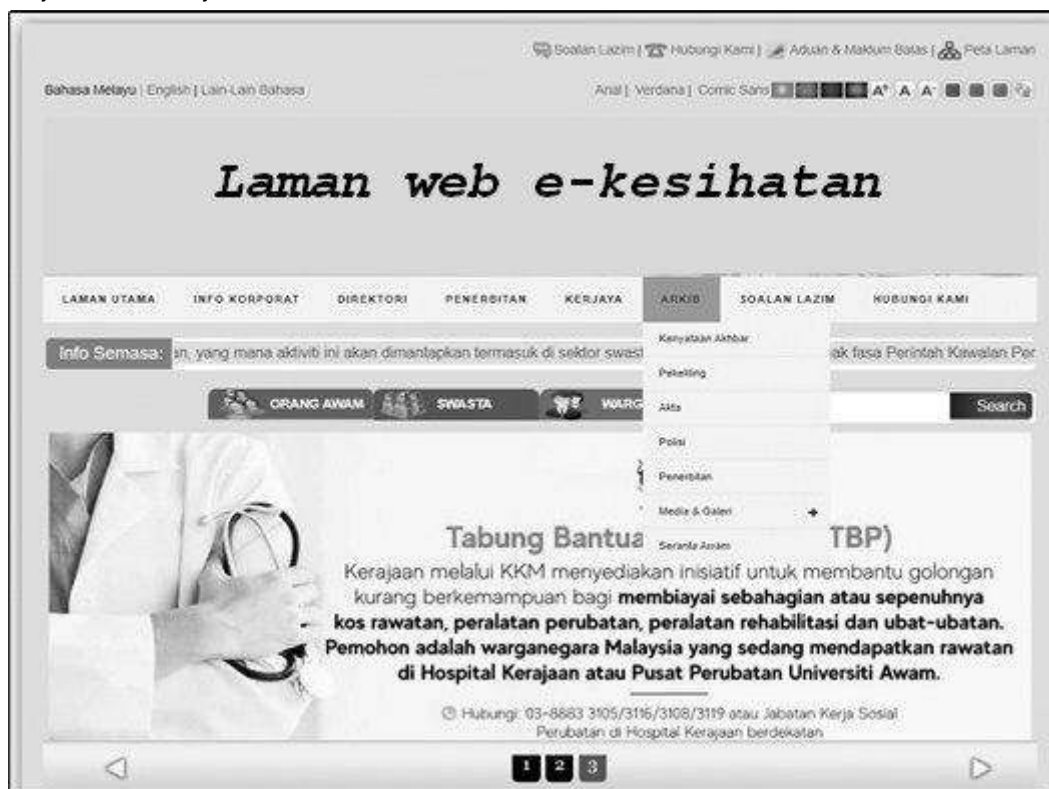 Soalan Lazim | Hubungi Kami | Aduan & Maklum Balas | Peta Laman
Bahasa Melayu | English | Lain-Lain Bahasa
Arial | Verdana | Comic Sans A+ A A-
Laman web e-kesihatan
LAMAN UTAMA INFO KORPORAT DIREKTORI PENERBITAN KERJAYA ARKIB SOALAN LAZIM HUBUNGI KAMI
Kenyataan Akhbar
Info Semasa: an, yang mana aktiviti ini akan dimantapkan termasuk di sektor swast ak fasa Perintah Kawalan Per
Pekeliling
ORANG AWAM SWASTA WARG Search
Akta
Polisi
Penerbitan
Media & Galeri
Tabung Bantua TBP)
Senarai Awam
Kerajaan melalui KKM menyediakan inisiatif untuk membantu golongan
kurang berkemampuan bagi membiayai sebahagian atau sepenuhnya
kos rawatan, peralatan perubatan, peralatan rehabilitasi dan ubat-ubatan.
Pemohon adalah warganegara Malaysia yang sedang mendapatkan rawatan
di Hospital Kerajaan atau Pusat Perubatan Universiti Awam.
Hubungi: 03-8883 3105/3116/3108/3119 atau Jabatan Kerja Sosial
Perubatan di Hospital Kerajaan berdekatan
1 2 3